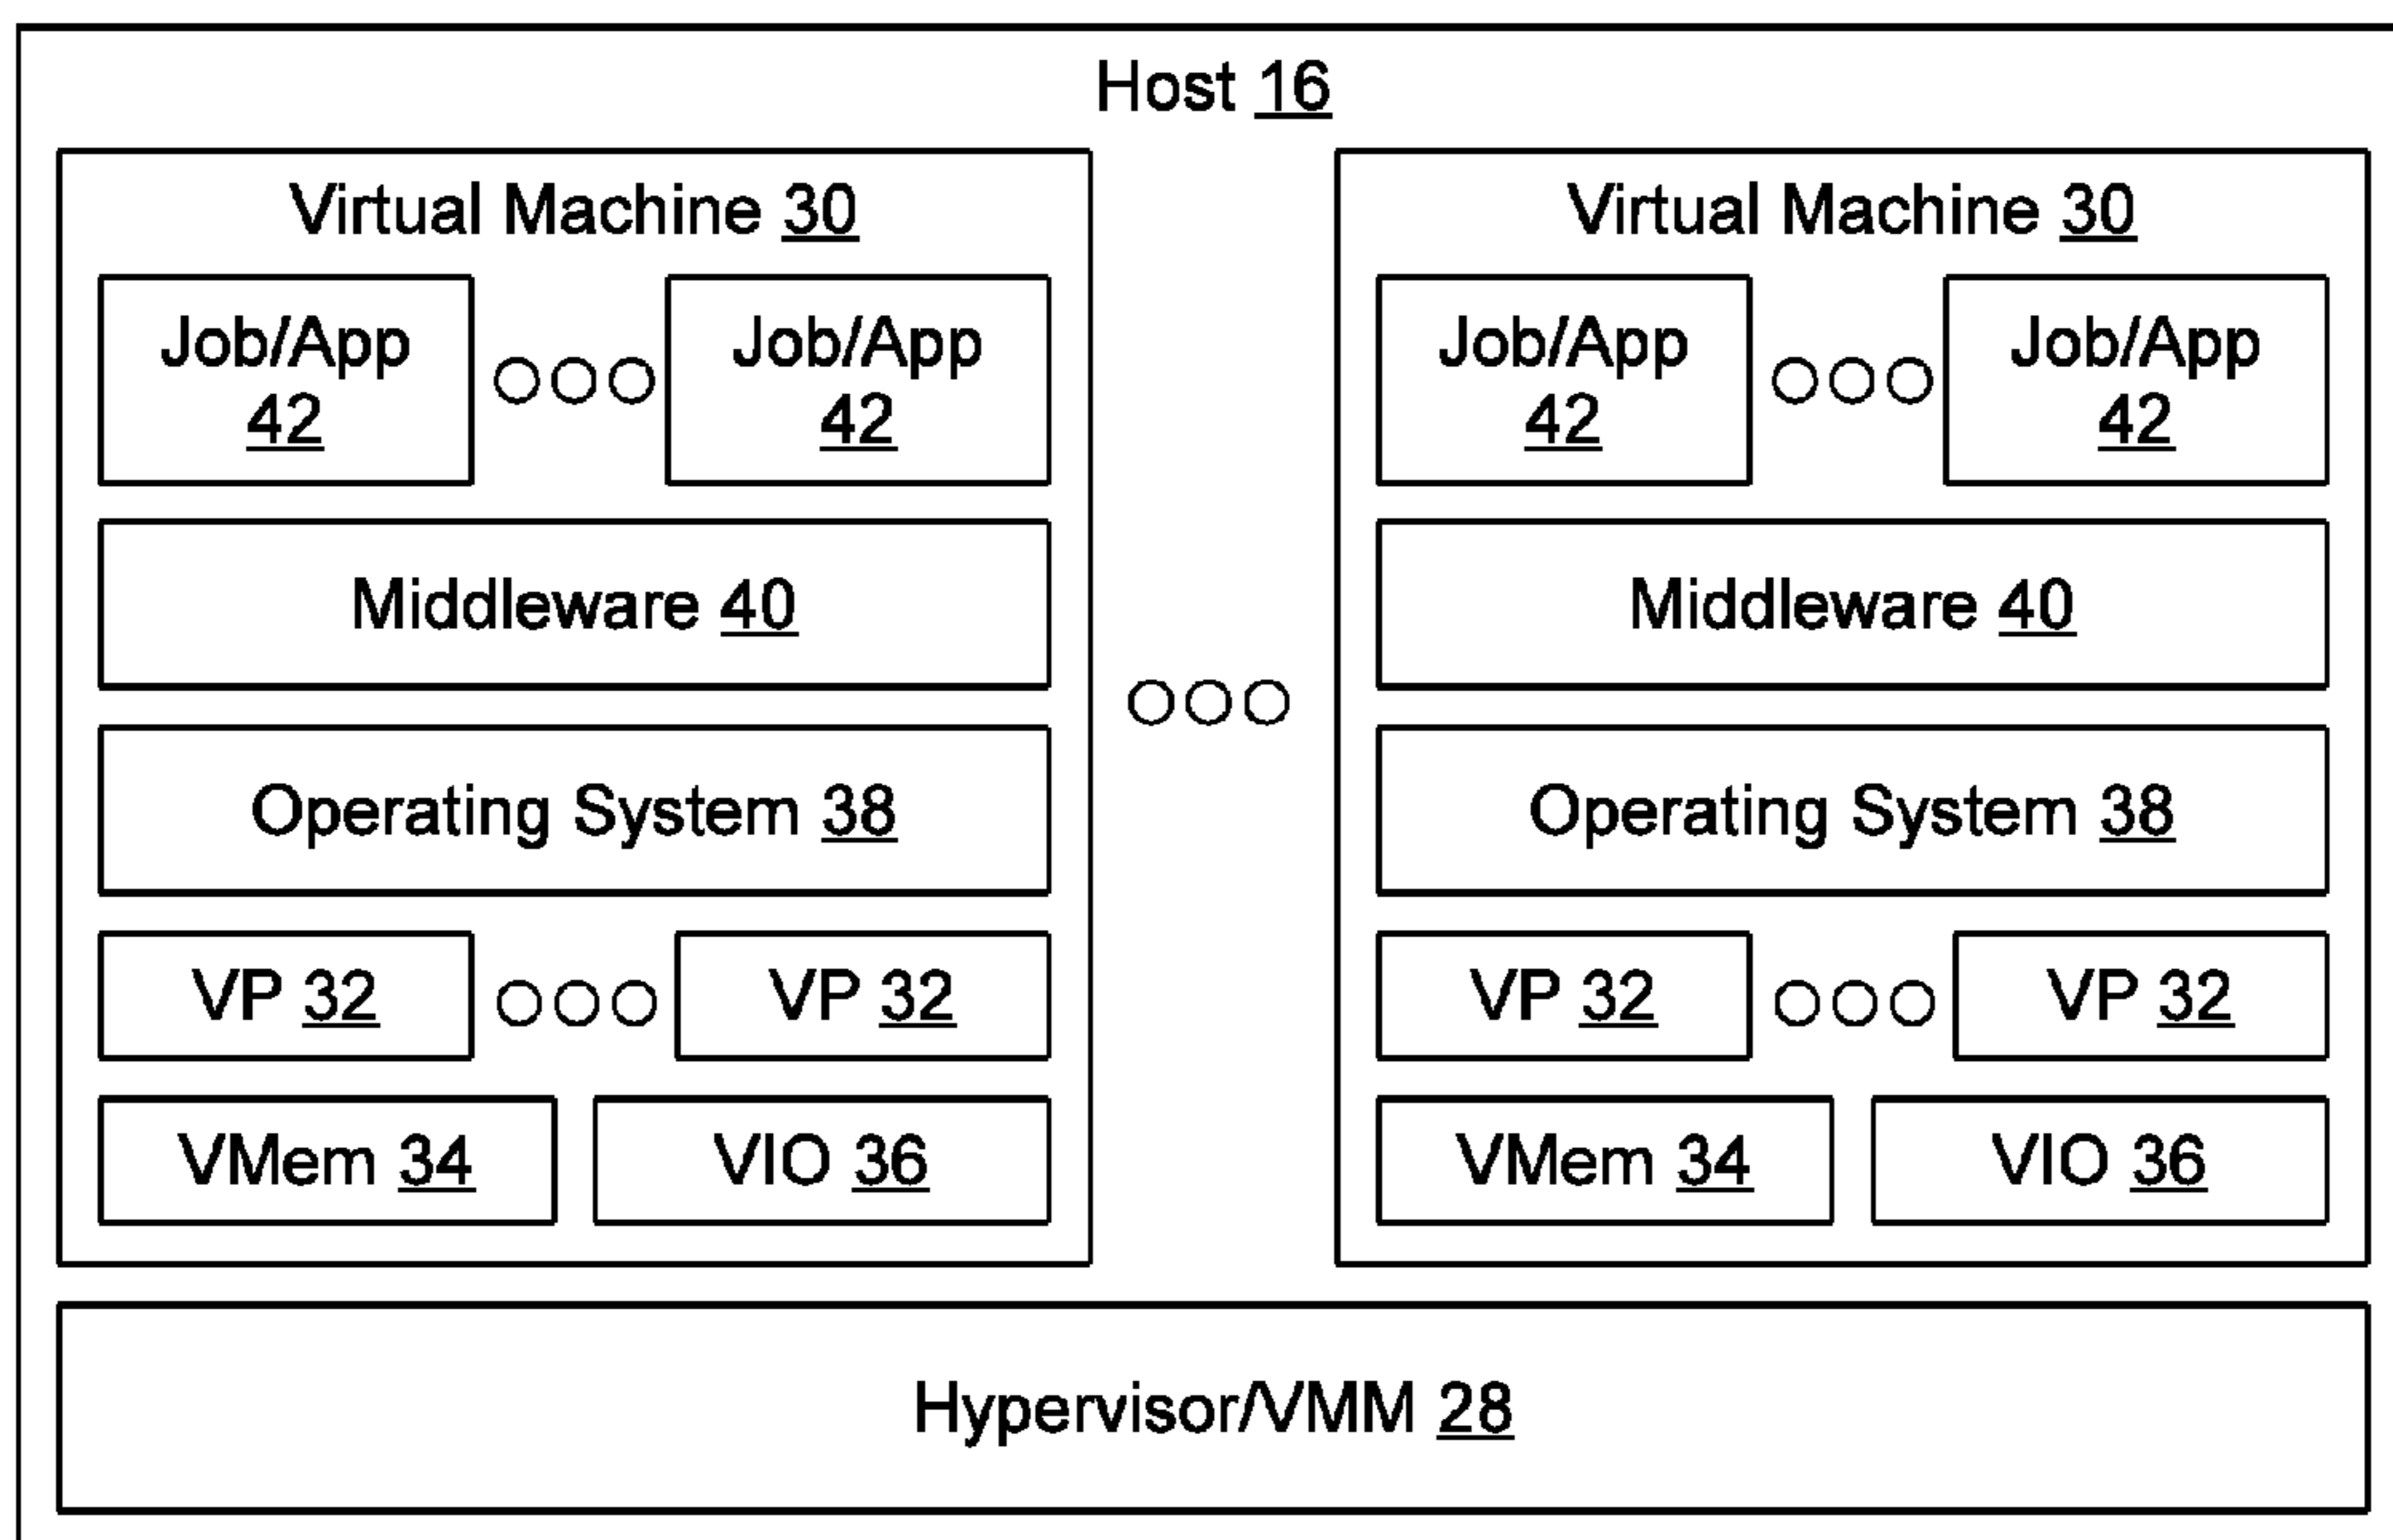 Host 16
Virtual Machine 30
Job/App
42
Job/App
42
Middleware 40
Operating System 38
VP 32
VP 32
VMem 34
VIO 36
Virtual Machine 30
Job/App
42
Job/App
42
Middleware 40
Operating System 38
VP 32
VP 32
VMem 34
VIO 36
Hypervisor/VMM 28